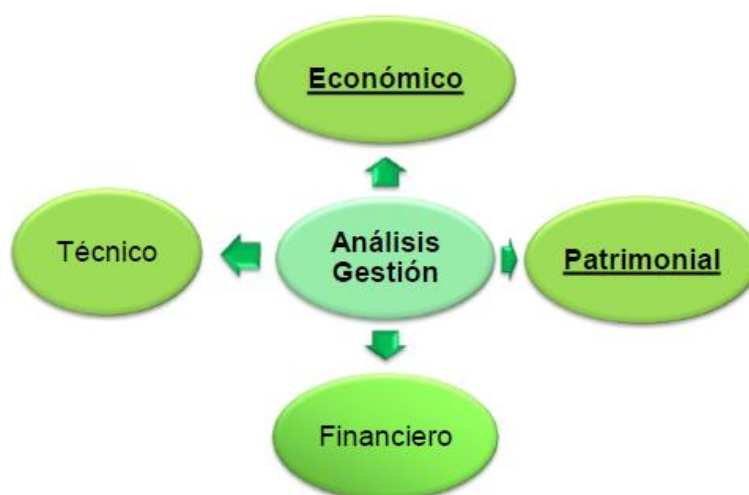 Económico
Técnico
Análisis
Gestión
Patrimonial
Financiero